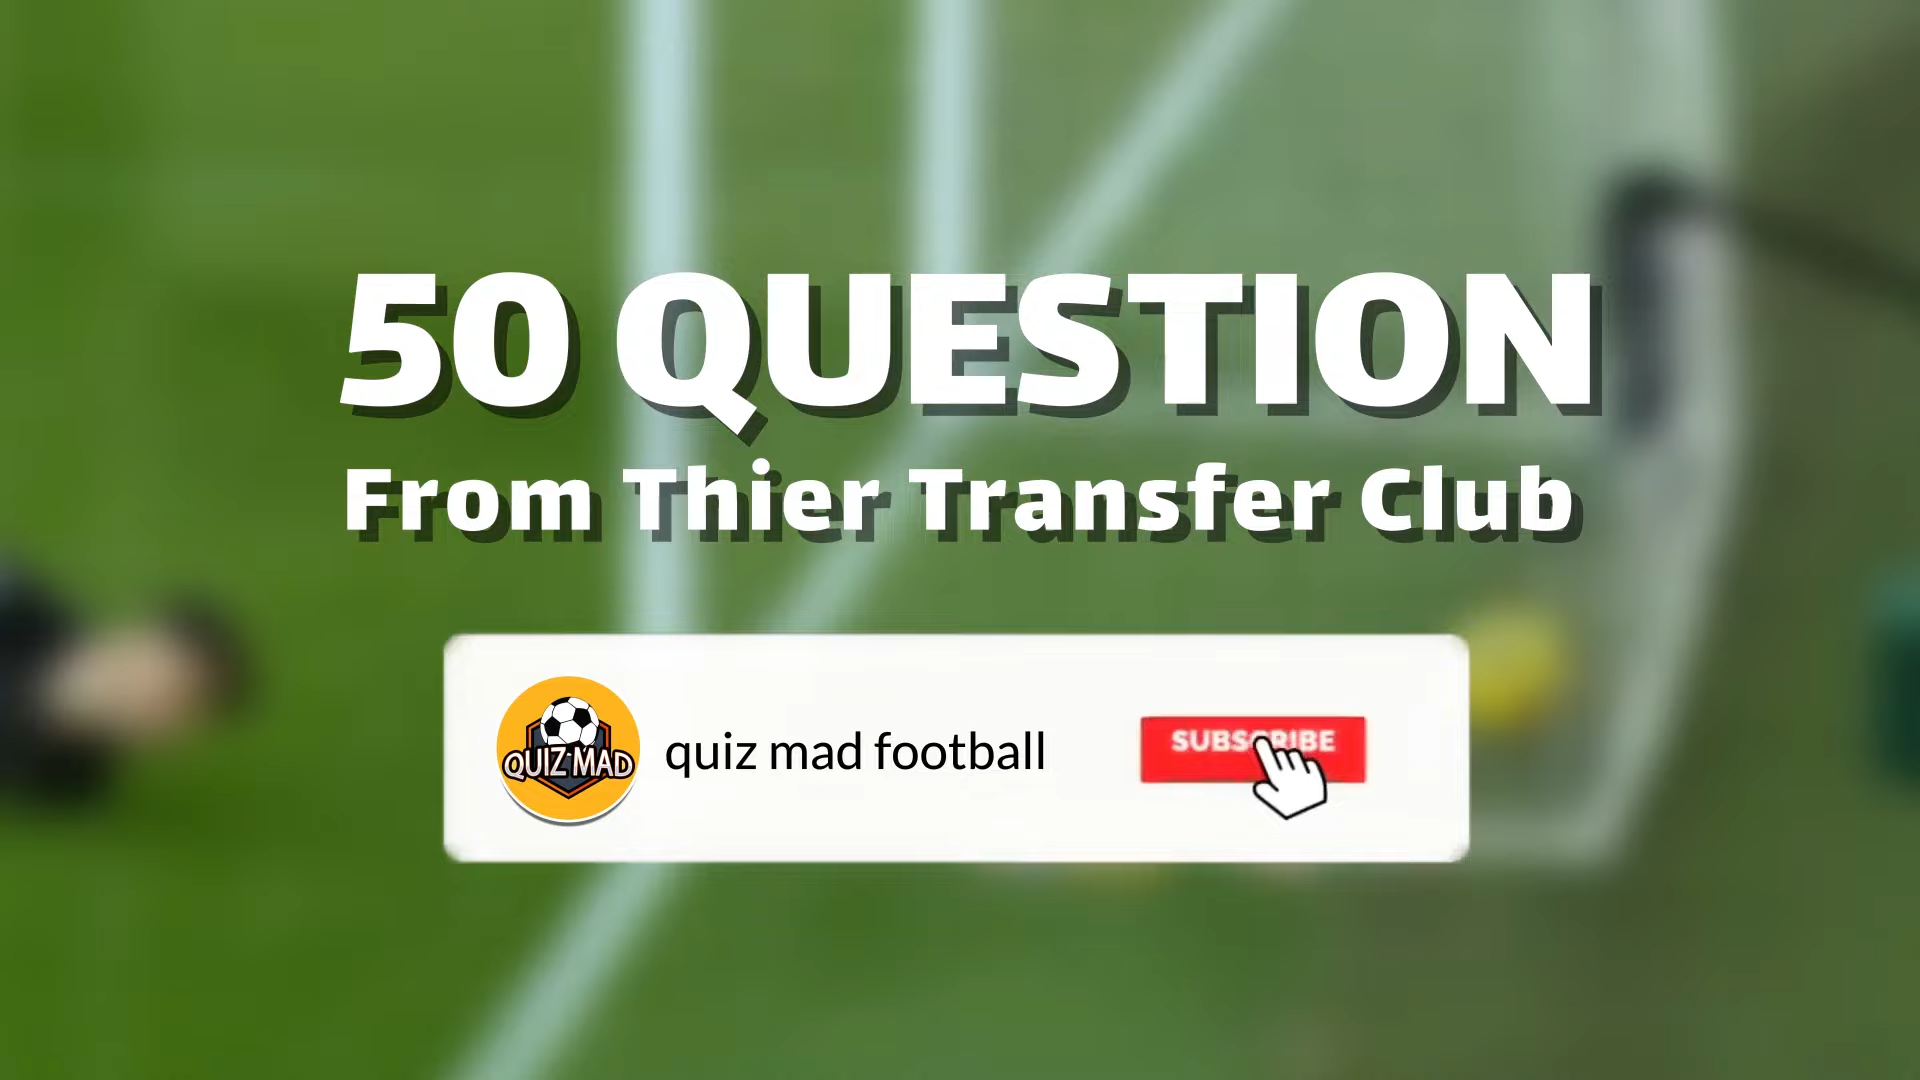 50 QUESTION
From Thier Transfer Club
QUIZ MAD
quiz mad football
SUBSCRIBE